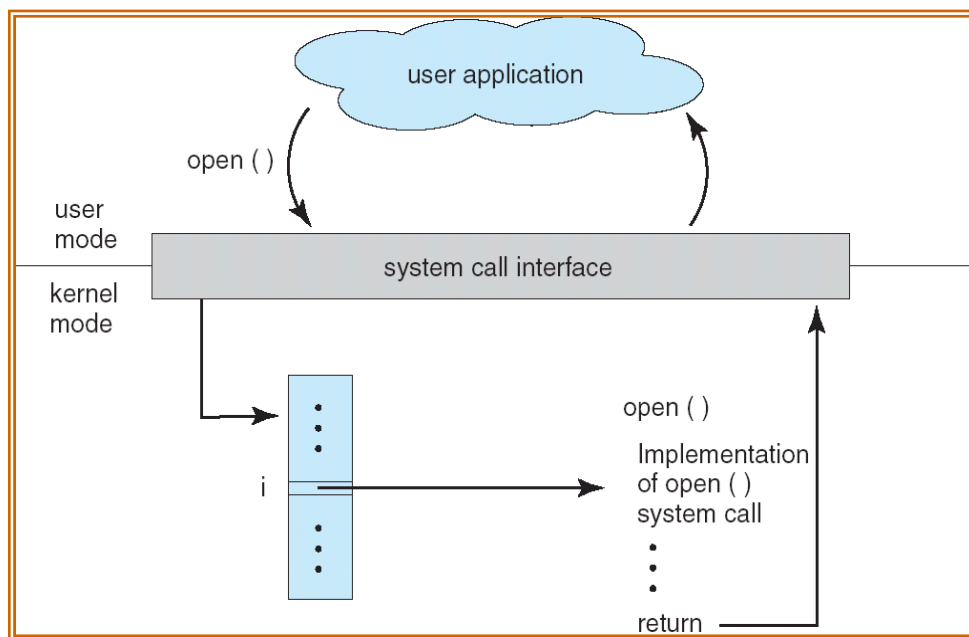 user application
open ( )
user
mode
system call interface
kernel
mode
open ( )
Implementation
of open ( )
system call
i
return